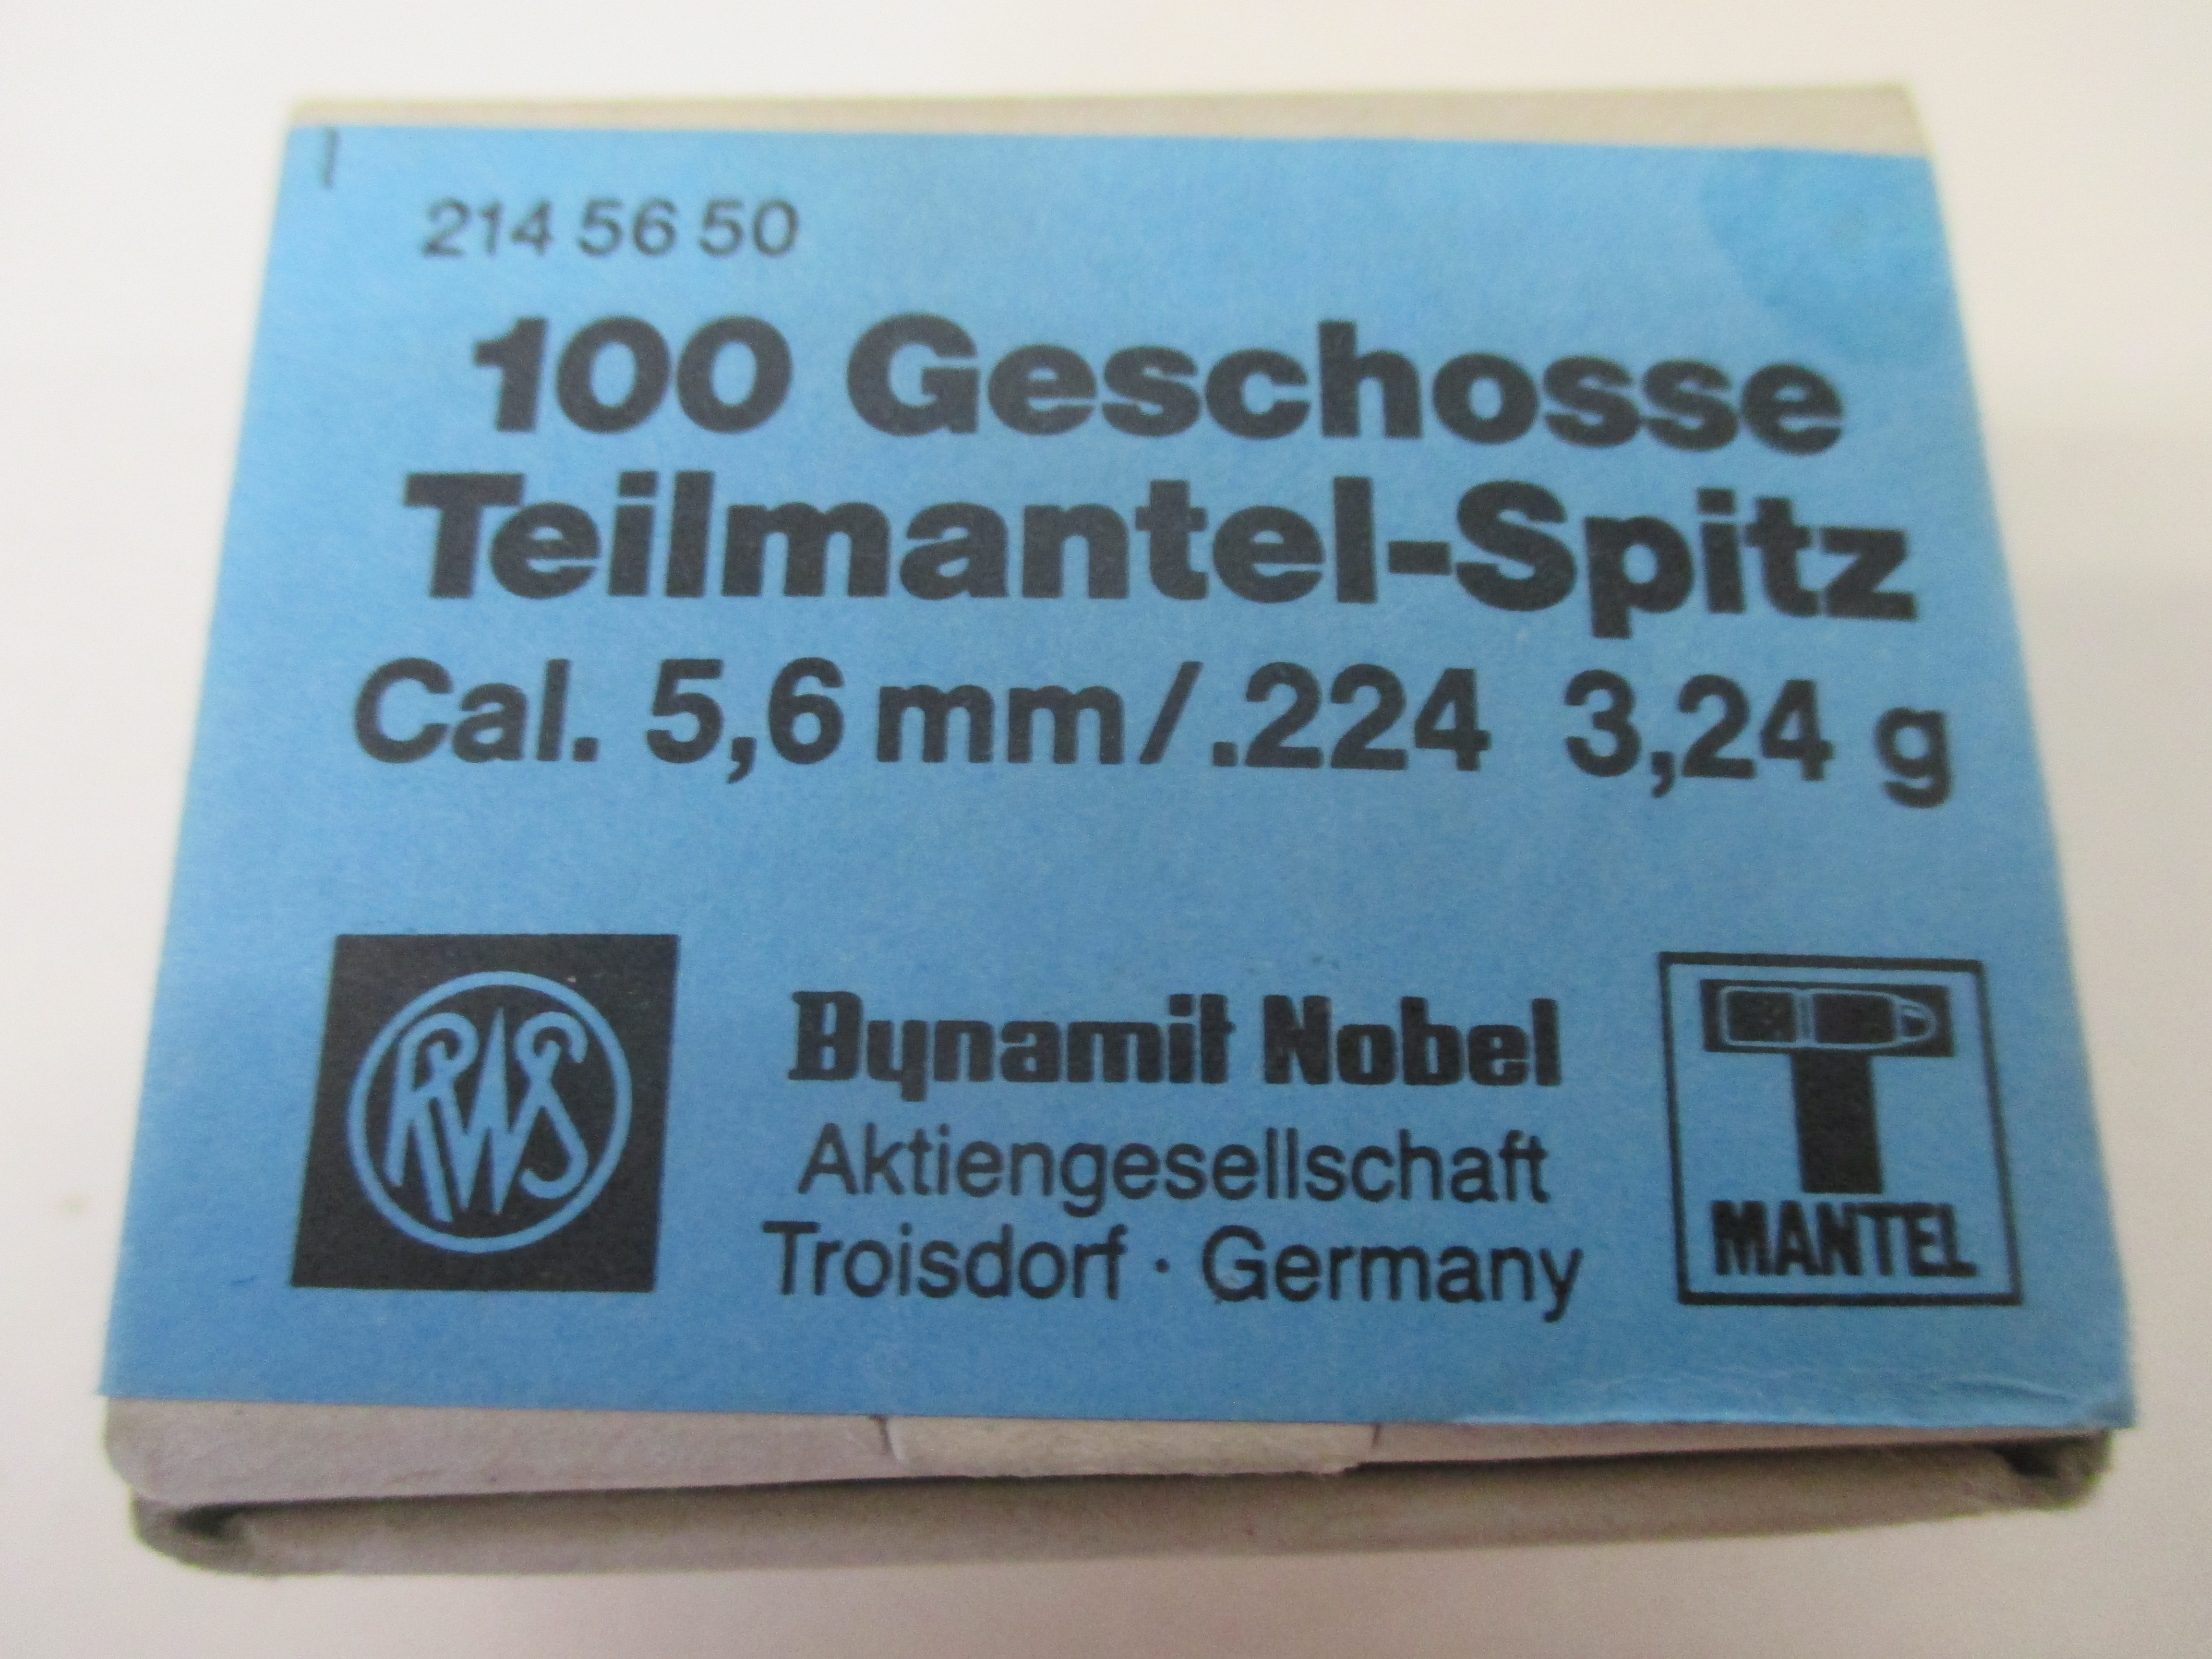 214 56 50
100 Geschosse
Teilmantel-Spitz
Cal. 5,6 mm/.224 3,24 g
RWS
Dynamit Nobel
Aktiengesellschaft
Troisdorf · Germany
T
MANTEL